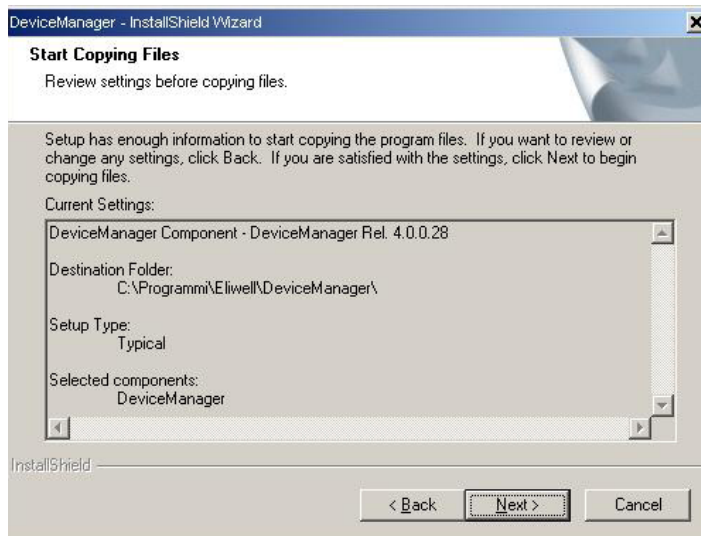 DeviceManager - InstallShield Wizard
Start Copying Files
Review settings before copying files.
Setup has enough information to start copying the program files.  If you want to review or
change any settings, click Back.  If you are satisfied with the settings, click Next to begin
copying files.
Current Settings:
DeviceManager Component - DeviceManager Rel. 4.0.0.28
Destination Folder:
C:\Programmi\Eliwell\DeviceManager\
Setup Type:
Typical
Selected components:
DeviceManager
InstallShield
< Back
Next >
Cancel